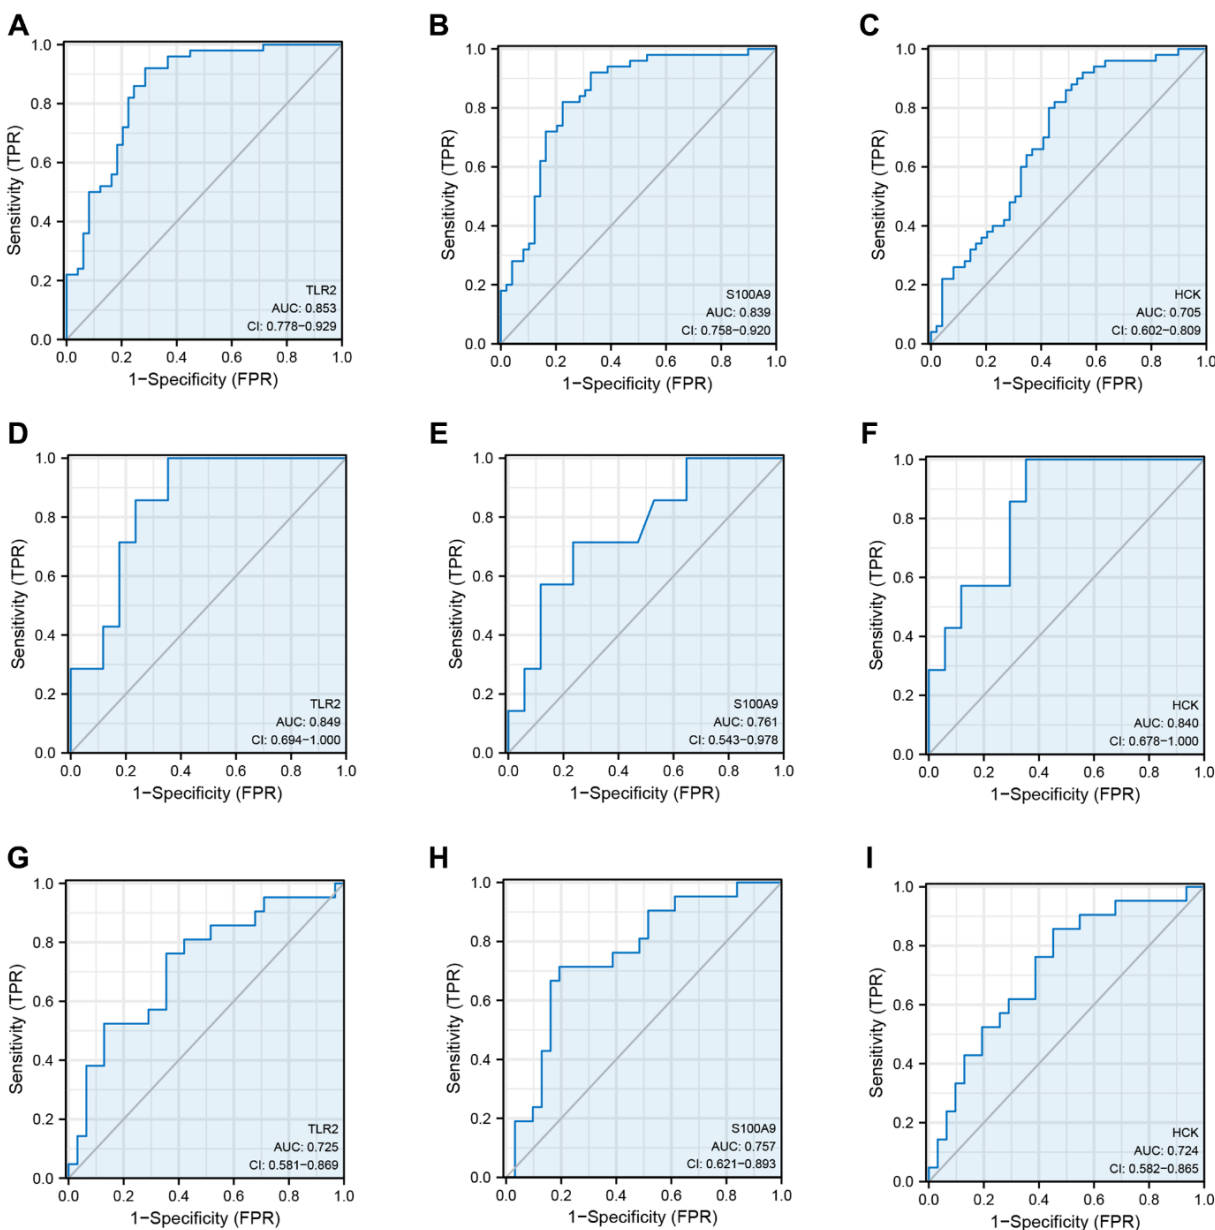 A
1.0
0.8
0.6
0.4
0.2
0.0
Sensitivity (TPR)
TLR2
AUC: 0.853
CI: 0.778−0.929
0.0 0.2 0.4 0.6 0.8 1.0
1−Specificity (FPR)
B
1.0
0.8
0.6
0.4
0.2
0.0
Sensitivity (TPR)
S100A9
AUC: 0.839
CI: 0.758−0.920
0.0 0.2 0.4 0.6 0.8 1.0
1−Specificity (FPR)
C
1.0
0.8
0.6
0.4
0.2
0.0
Sensitivity (TPR)
HCK
AUC: 0.705
CI: 0.602−0.809
0.0 0.2 0.4 0.6 0.8 1.0
1−Specificity (FPR)
D
1.0
0.8
0.6
0.4
0.2
0.0
Sensitivity (TPR)
TLR2
AUC: 0.849
CI: 0.694−1.000
0.0 0.2 0.4 0.6 0.8 1.0
1−Specificity (FPR)
E
1.0
0.8
0.6
0.4
0.2
0.0
Sensitivity (TPR)
S100A9
AUC: 0.761
CI: 0.543−0.978
0.0 0.2 0.4 0.6 0.8 1.0
1−Specificity (FPR)
F
1.0
0.8
0.6
0.4
0.2
0.0
Sensitivity (TPR)
HCK
AUC: 0.840
CI: 0.678−1.000
0.0 0.2 0.4 0.6 0.8 1.0
1−Specificity (FPR)
G
1.0
0.8
0.6
0.4
0.2
0.0
Sensitivity (TPR)
TLR2
AUC: 0.725
CI: 0.581−0.869
0.0 0.2 0.4 0.6 0.8 1.0
1−Specificity (FPR)
H
1.0
0.8
0.6
0.4
0.2
0.0
Sensitivity (TPR)
S100A9
AUC: 0.757
CI: 0.621−0.893
0.0 0.2 0.4 0.6 0.8 1.0
1−Specificity (FPR)
I
1.0
0.8
0.6
0.4
0.2
0.0
Sensitivity (TPR)
HCK
AUC: 0.724
CI: 0.582−0.865
0.0 0.2 0.4 0.6 0.8 1.0
1−Specificity (FPR)